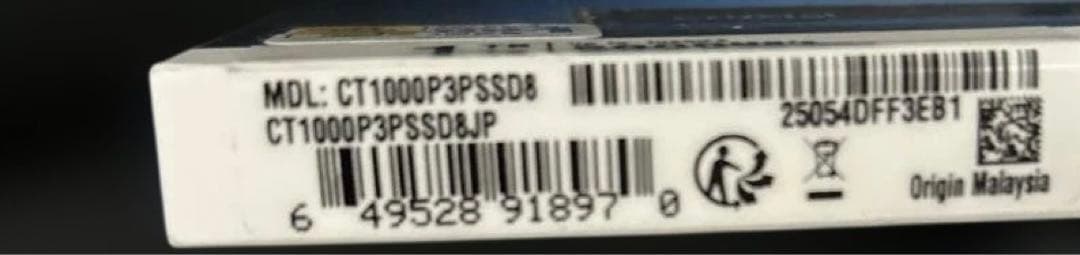 MDL: CT1000P3PSSD8
CT1000P3PSSD8JP
25054DFF3EB1
Origin Malaysia
6 49528 91897 0